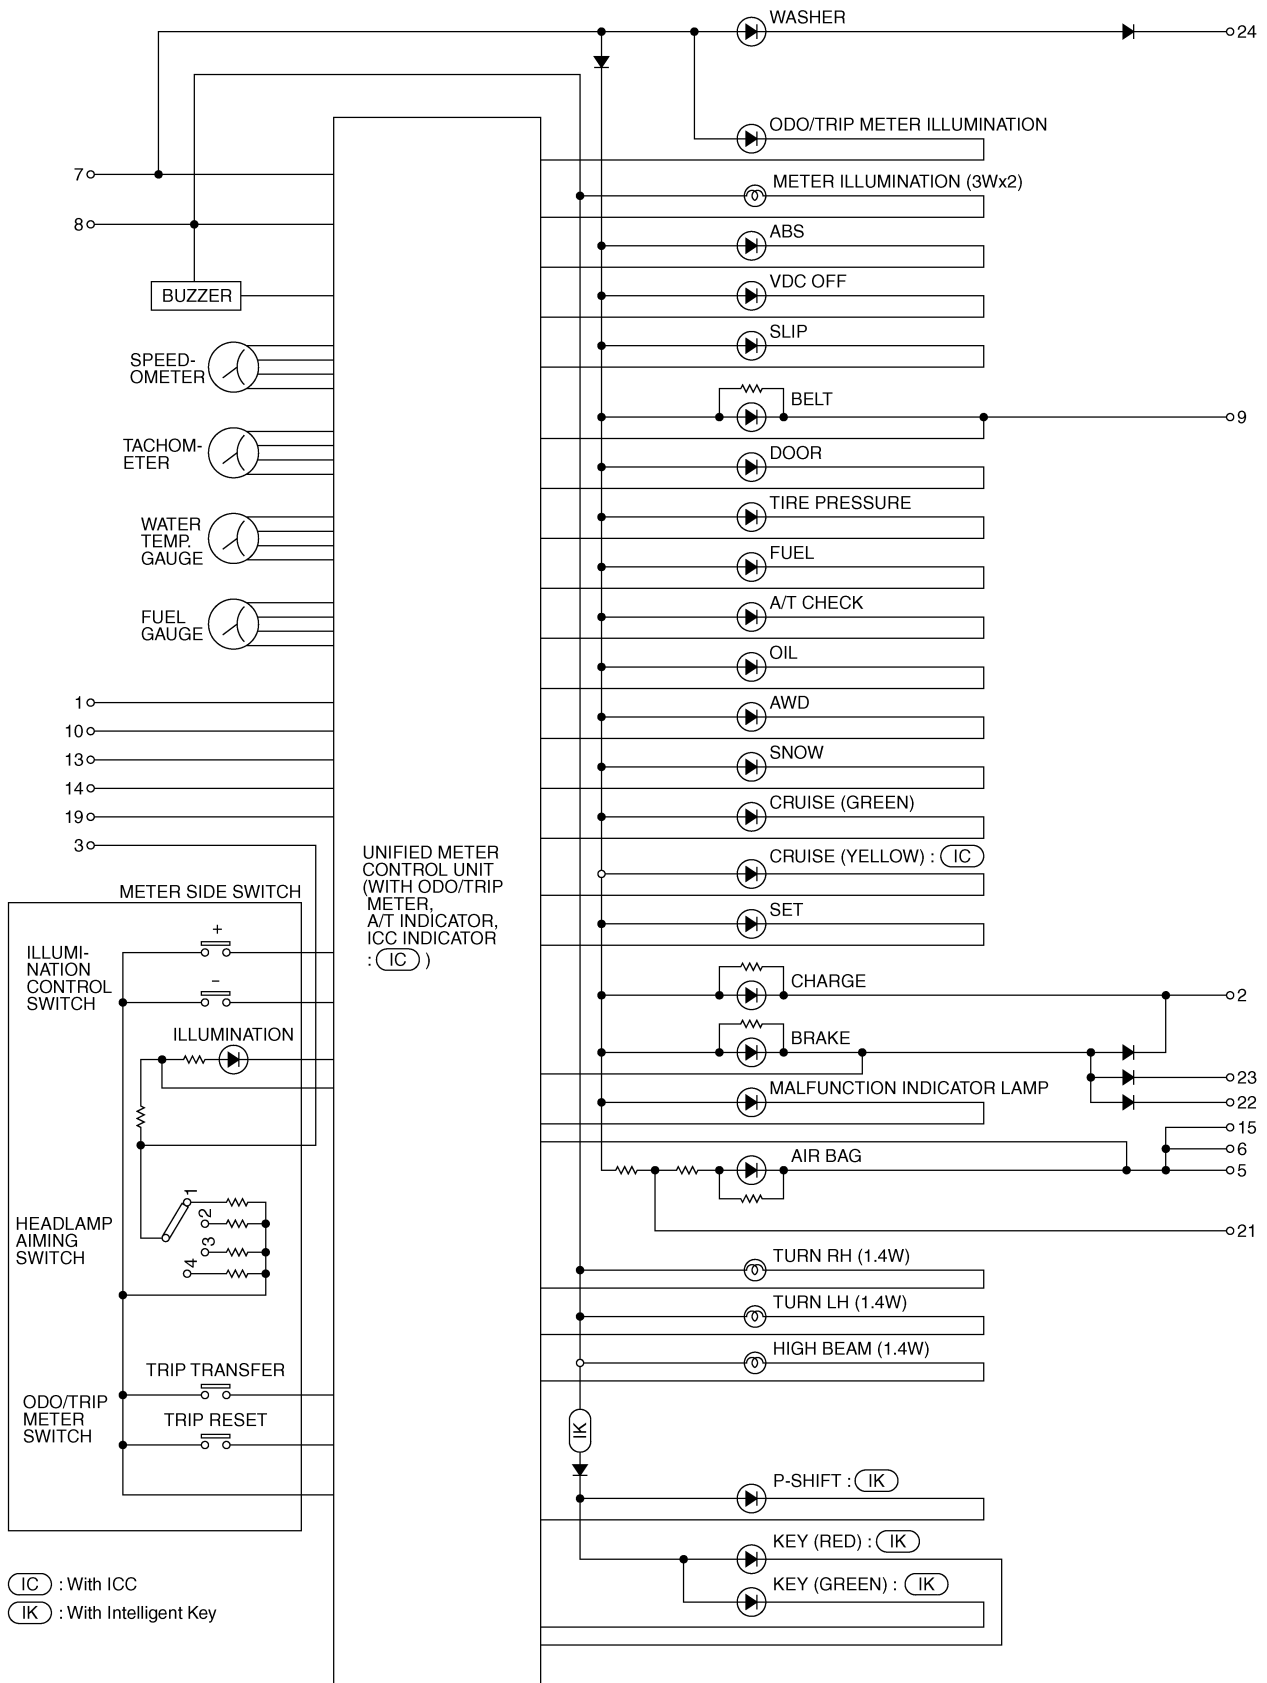 WASHER
24
ODO/TRIP METER ILLUMINATION
7
METER ILLUMINATION (3Wx2)
8
ABS
VDC OFF
BUZZER
SLIP
SPEED-
OMETER
BELT
9
TACHOM-
ETER
DOOR
TIRE PRESSURE
WATER
TEMP.
GAUGE
FUEL
A/T CHECK
FUEL
GAUGE
OIL
1
AWD
10
13
SNOW
14
CRUISE (GREEN)
19
3
UNIFIED METER
CONTROL UNIT
(WITH ODO/TRIP
METER,
A/T INDICATOR,
ICC INDICATOR
: IC )
CRUISE (YELLOW) : IC
METER SIDE SWITCH
SET
+
ILLUMI-
NATION
CONTROL
SWITCH
−
CHARGE
2
ILLUMINATION
BRAKE
23
MALFUNCTION INDICATOR LAMP
22
15
6
AIR BAG
5
1
2
3
4
HEADLAMP
AIMING
SWITCH
21
TURN RH (1.4W)
TURN LH (1.4W)
HIGH BEAM (1.4W)
TRIP TRANSFER
ODO/TRIP
METER
SWITCH
TRIP RESET
IK
P-SHIFT : IK
KEY (RED) : IK
KEY (GREEN) : IK
IC : With ICC
IK : With Intelligent Key